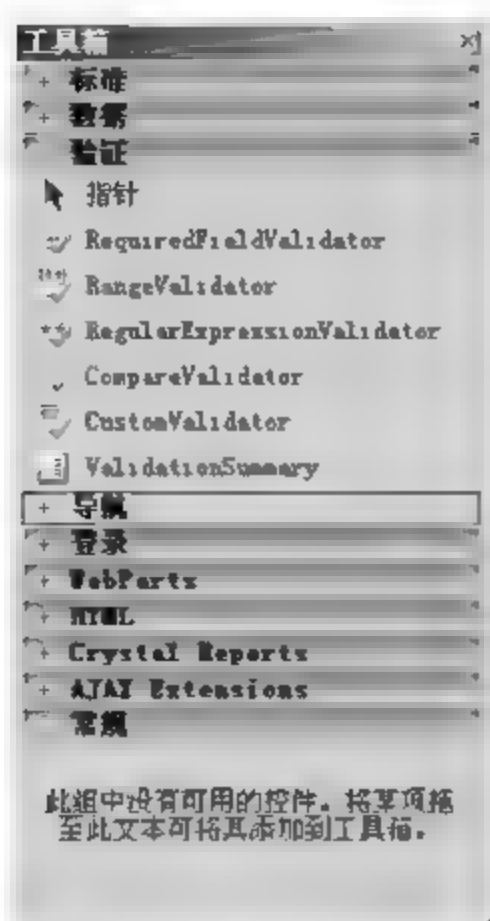 工具箱
标准
数据
验证
指针
RequiredFieldValidator
RangeValidator
RegularExpressionValidator
CompareValidator
CustomValidator
ValidationSummary
导航
登录
WebParts
HTML
Crystal Reports
AJAX Extensions
常规
此组中没有可用的控件。将某项拖
至此文本可将其添加到工具箱。